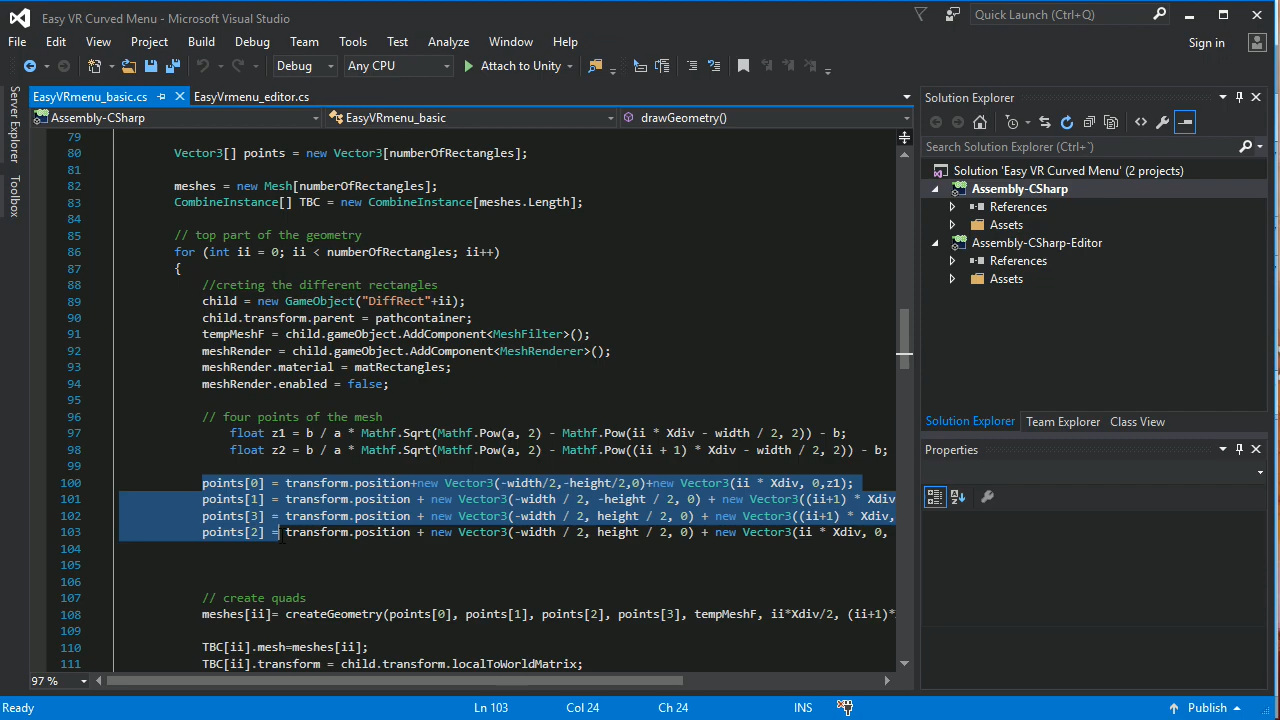 Easy VR Curved Menu - Microsoft Visual Studio
Quick Launch (Ctrl+Q)
File Edit View Project Build Debug Team Tools Test Analyze Window Help
Sign in
Debug Any CPU Attach to Unity
Server Explorer
Toolbox
EasyVRmenu_basic.cs EasyVrmenu_editor.cs
Assembly-CSharp EasyVRmenu_basic drawGeometry()
79
80 Vector3[] points = new Vector3[numberOfRectangles];
81
82 meshes = new Mesh[numberOfRectangles];
83 CombineInstance[] TBC = new CombineInstance[meshes.Length];
84
85 // top part of the geometry
86 for (int ii = 0; ii < numberOfRectangles; ii++)
87 {
88 //creting the different rectangles
89 child = new GameObject("DiffRect"+ii);
90 child.transform.parent = pathcontainer;
91 tempMeshF = child.gameObject.AddComponent<MeshFilter>();
92 meshRender = child.gameObject.AddComponent<MeshRenderer>();
93 meshRender.material = matRectangles;
94 meshRender.enabled = false;
95
96 // four points of the mesh
97 float z1 = b / a * Mathf.Sqrt(Mathf.Pow(a, 2) - Mathf.Pow(ii * Xdiv - width / 2, 2)) - b;
98 float z2 = b / a * Mathf.Sqrt(Mathf.Pow(a, 2) - Mathf.Pow((ii + 1) * Xdiv - width / 2, 2)) - b;
99
100 points[0] = transform.position+new Vector3(-width/2,-height/2,0)+new Vector3(ii * Xdiv, 0,z1);
101 points[1] = transform.position + new Vector3(-width / 2, -height / 2, 0) + new Vector3((ii+1) * Xdiv
102 points[3] = transform.position + new Vector3(-width / 2, height / 2, 0) + new Vector3((ii+1) * Xdiv,
103 points[2] = transform.position + new Vector3(-width / 2, height / 2, 0) + new Vector3(ii * Xdiv, 0,
104
105
106
107 // create quads
108 meshes[ii]= createGeometry(points[0], points[1], points[2], points[3], tempMeshF, ii*Xdiv/2, (ii+1)*
109
110 TBC[ii].mesh=meshes[ii];
111 TBC[ii].transform = child.transform.localToWorldMatrix;
97 %
Solution Explorer
Search Solution Explorer (Ctrl+`)
Solution 'Easy VR Curved Menu' (2 projects)
Assembly-CSharp
References
Assets
Assembly-CSharp-Editor
References
Assets
Solution Explorer Team Explorer Class View
Properties
Ready Ln 103 Col 24 Ch 24 INS Publish